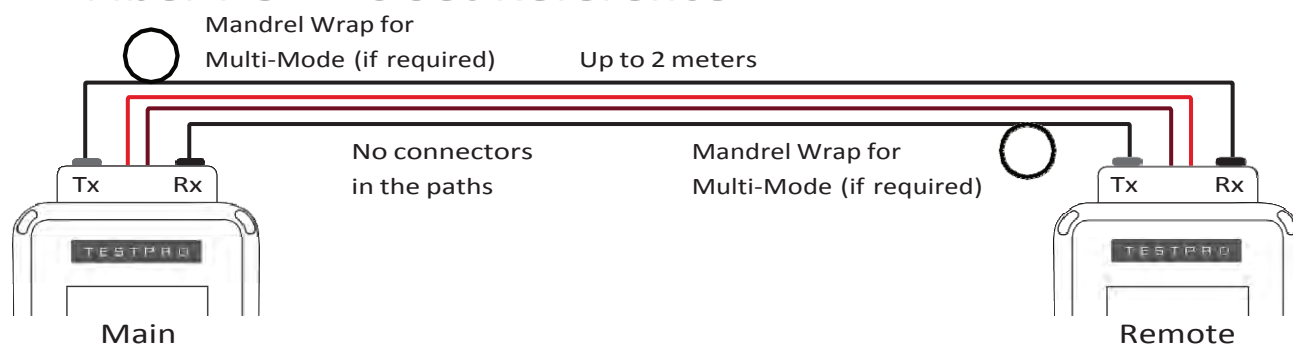 Mandrel Wrap for
Multi-Mode (if required)
Up to 2 meters
No connectors
in the paths
Mandrel Wrap for
Multi-Mode (if required)
Tx
Rx
Tx
Rx
TESTPRO
TESTPRO
Main
Remote